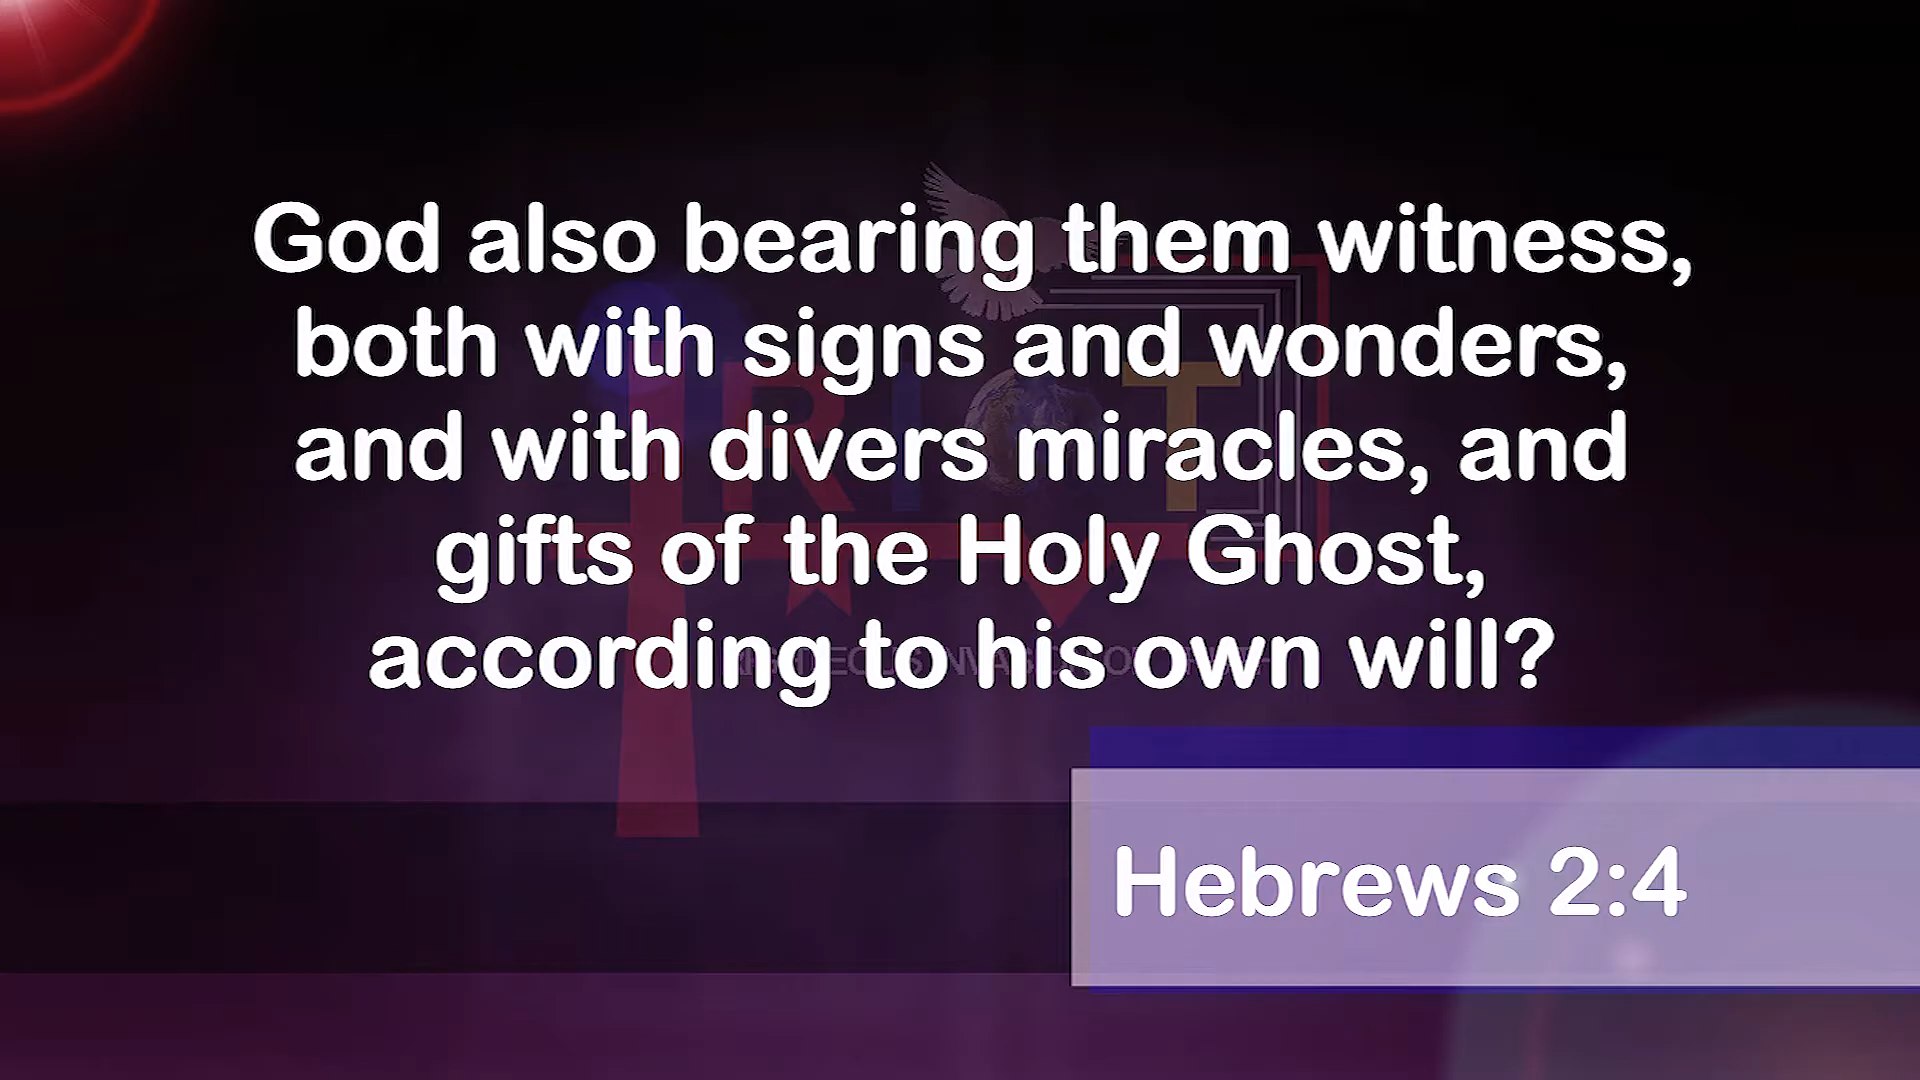 God also bearing them witness,
both with signs and wonders,
and with divers miracles, and
gifts of the Holy Ghost,
according to his own will?
RIOT
Hebrews 2:4